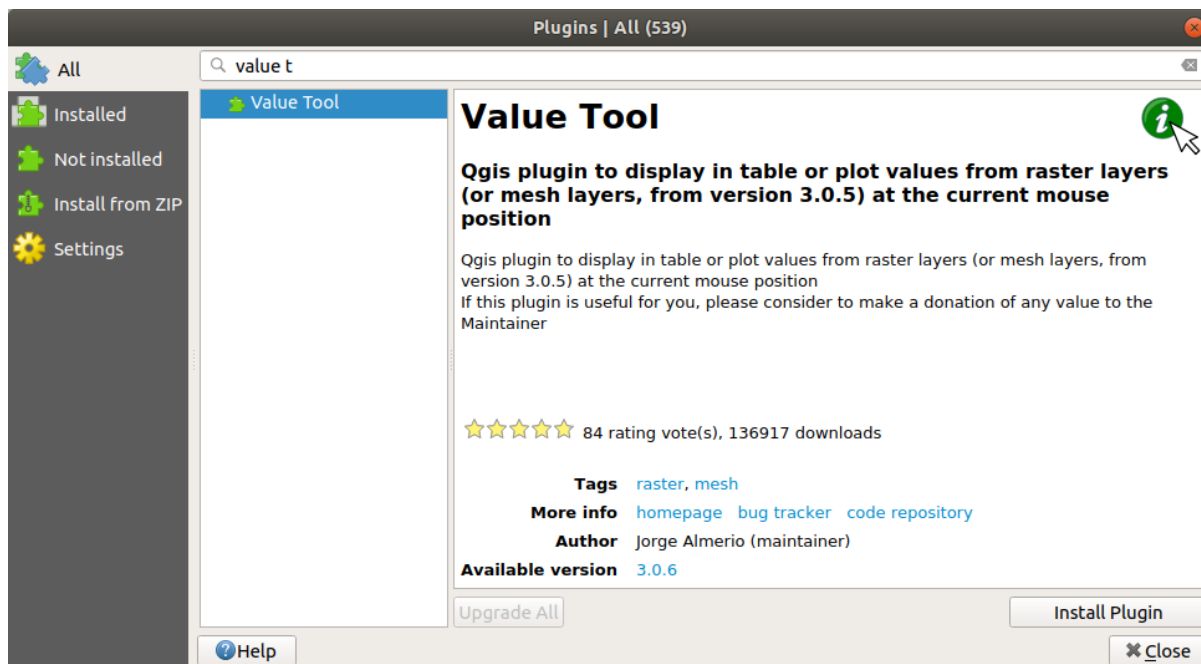 Plugins | All (539)
All
Installed
Not installed
Install from ZIP
Settings
value t
Value Tool
Value Tool
Qgis plugin to display in table or plot values from raster layers
(or mesh layers, from version 3.0.5) at the current mouse
position
Qgis plugin to display in table or plot values from raster layers (or mesh layers, from
version 3.0.5) at the current mouse position
If this plugin is useful for you, please consider to make a donation of any value to the
Maintainer
84 rating vote(s), 136917 downloads
Tags raster, mesh
More info homepage bug tracker code repository
Author Jorge Almerio (maintainer)
Available version 3.0.6
Upgrade All
Install Plugin
Help
Close